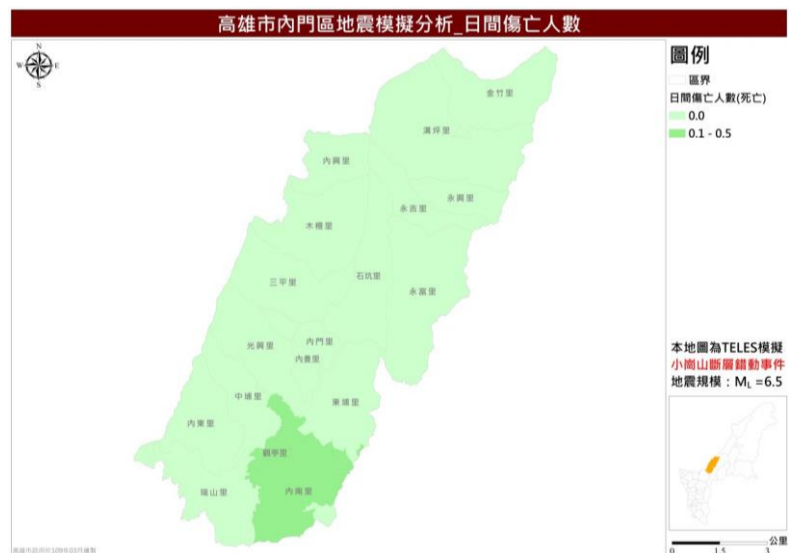 高雄市內門區地震模擬分析_日間傷亡人數
N
W
E
S
圖例
區界
日間傷亡人數(死亡)
0.0
0.1 - 0.5
金竹里
溝坪里
內興里
永興里
永吉里
木柵里
石坑里
三平里
永富里
內門里
光興里
內豊里
中埔里
東埔里
內東里
觀亭里
瑞山里
內南里
本地圖為TELES模擬
小崗山斷層錯動事件
地震規模：ML =6.5
公里
0 1.5 3